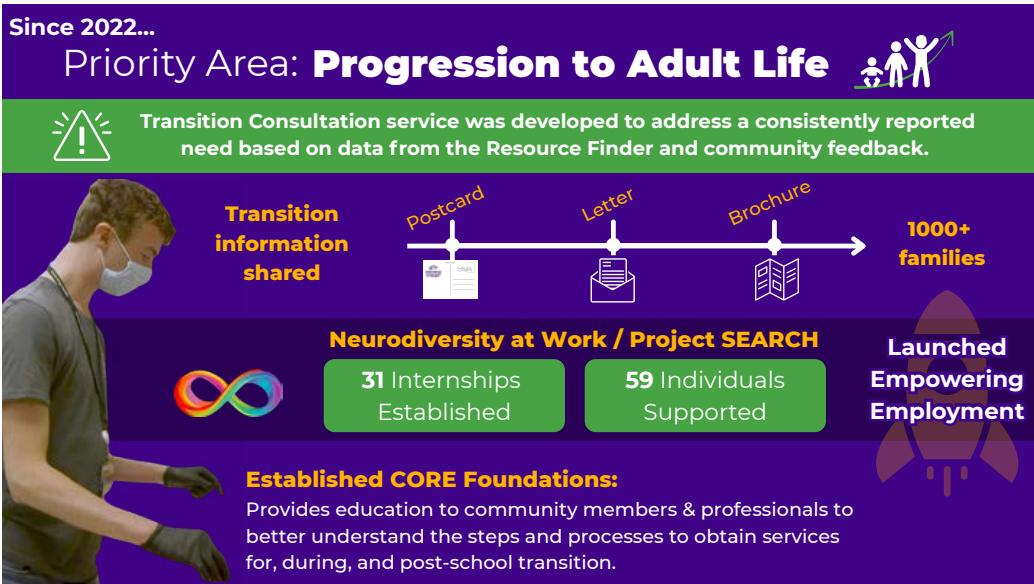 Since 2022...
Priority Area: Progression to Adult Life
Transition Consultation service was developed to address a consistently reported
need based on data from the Resource Finder and community feedback.
Transition
information
shared
Postcard
Letter
Brochure
1000+
families
Neurodiversity at Work / Project SEARCH
31 Internships
Established
59 Individuals
Supported
Launched
Empowering
Employment
Established CORE Foundations:
Provides education to community members & professionals to
better understand the steps and processes to obtain services
for, during, and post-school transition.